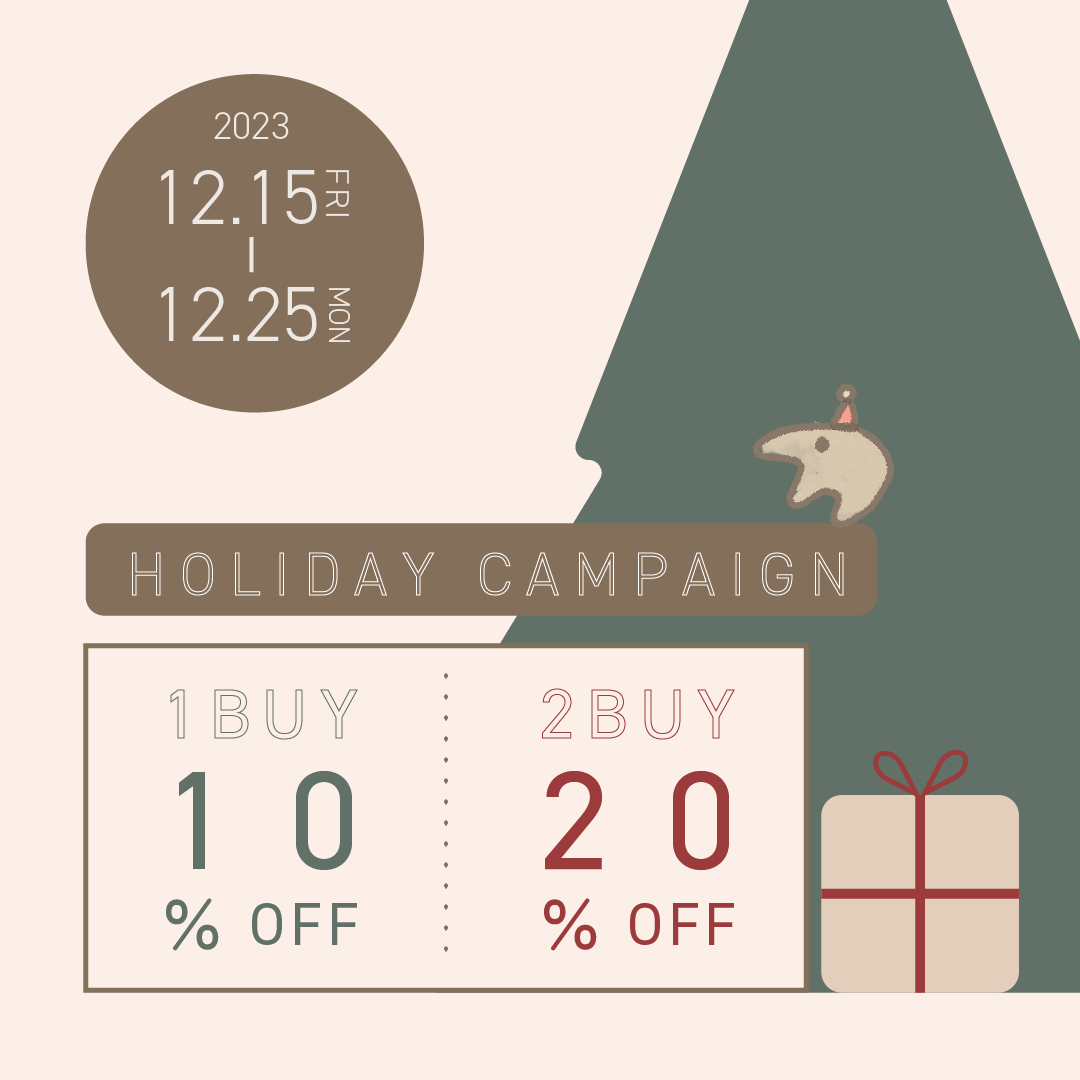 2023
12.15 FRI
–
12.25 MON
HOLIDAY CAMPAIGN
1BUY
10
% OFF
2BUY
20
% OFF